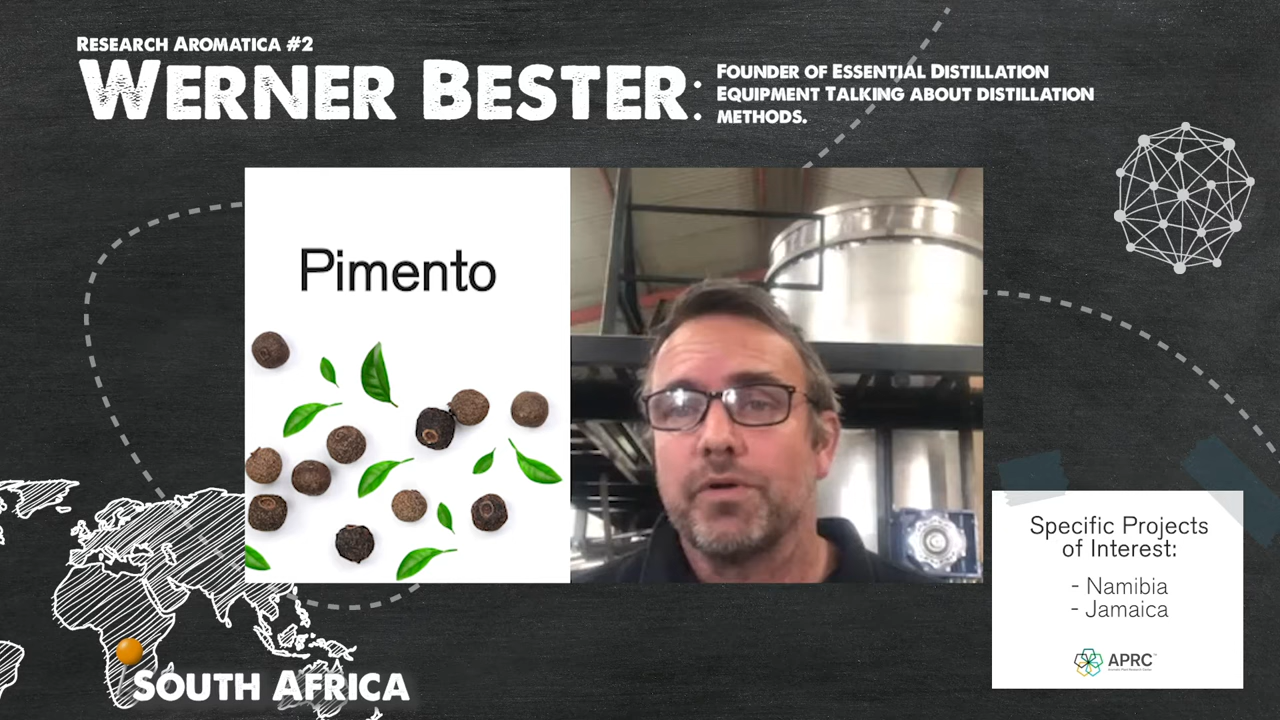 Research Aromatica #2
Werner Bester:
Founder of Essential Distillation
Equipment Talking about distillation
methods.
Pimento
Specific Projects
of Interest:
- Namibia
- Jamaica
APRC™
South Africa